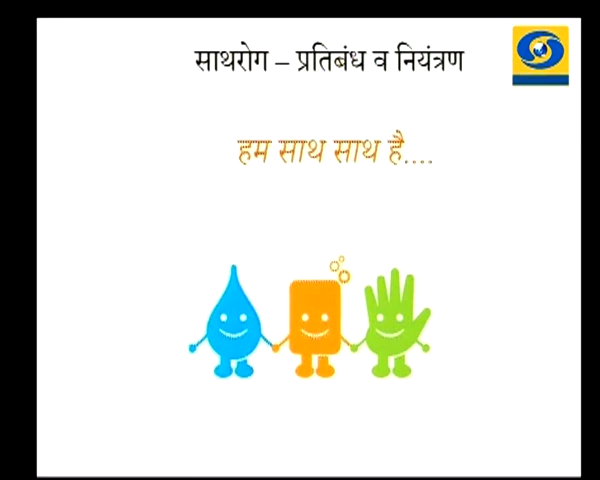 साथरोग – प्रतिबंध व नियंत्रण
हम साथ साथ है....